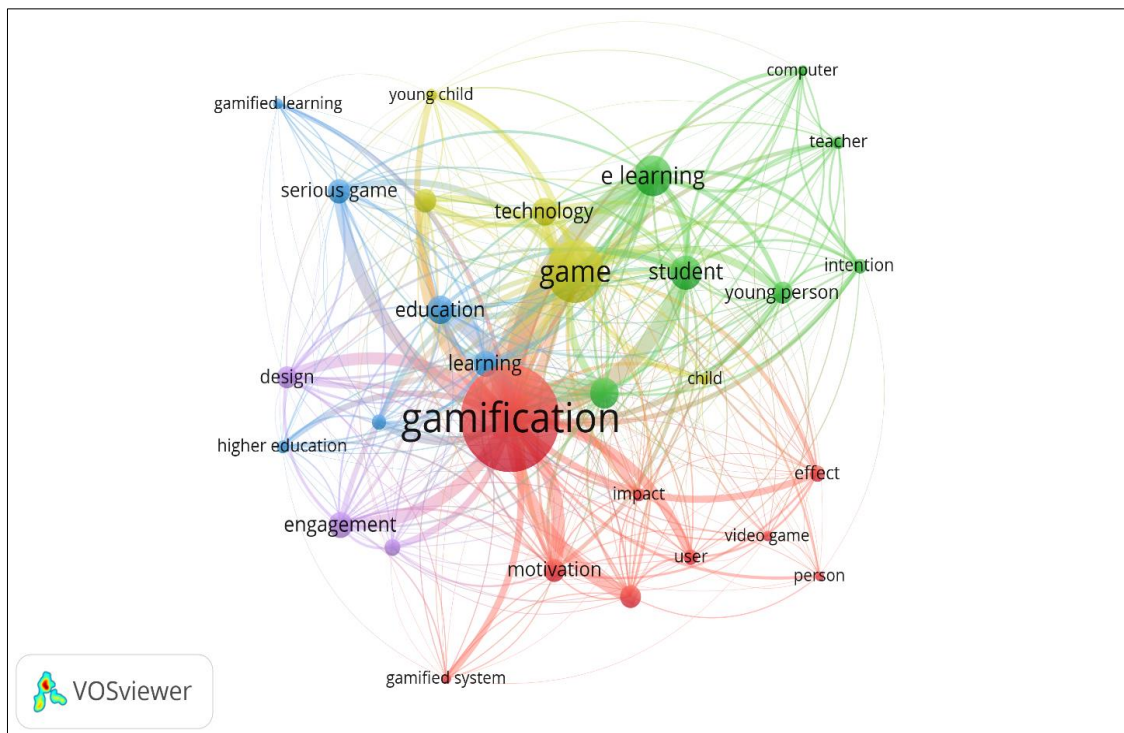 computer
young child
gamified learning
teacher
e learning
serious game
technology
intention
game
student
young person
education
learning
design
child
gamification
higher education
effect
impact
engagement
video game
user
motivation
person
gamified system
VOSviewer